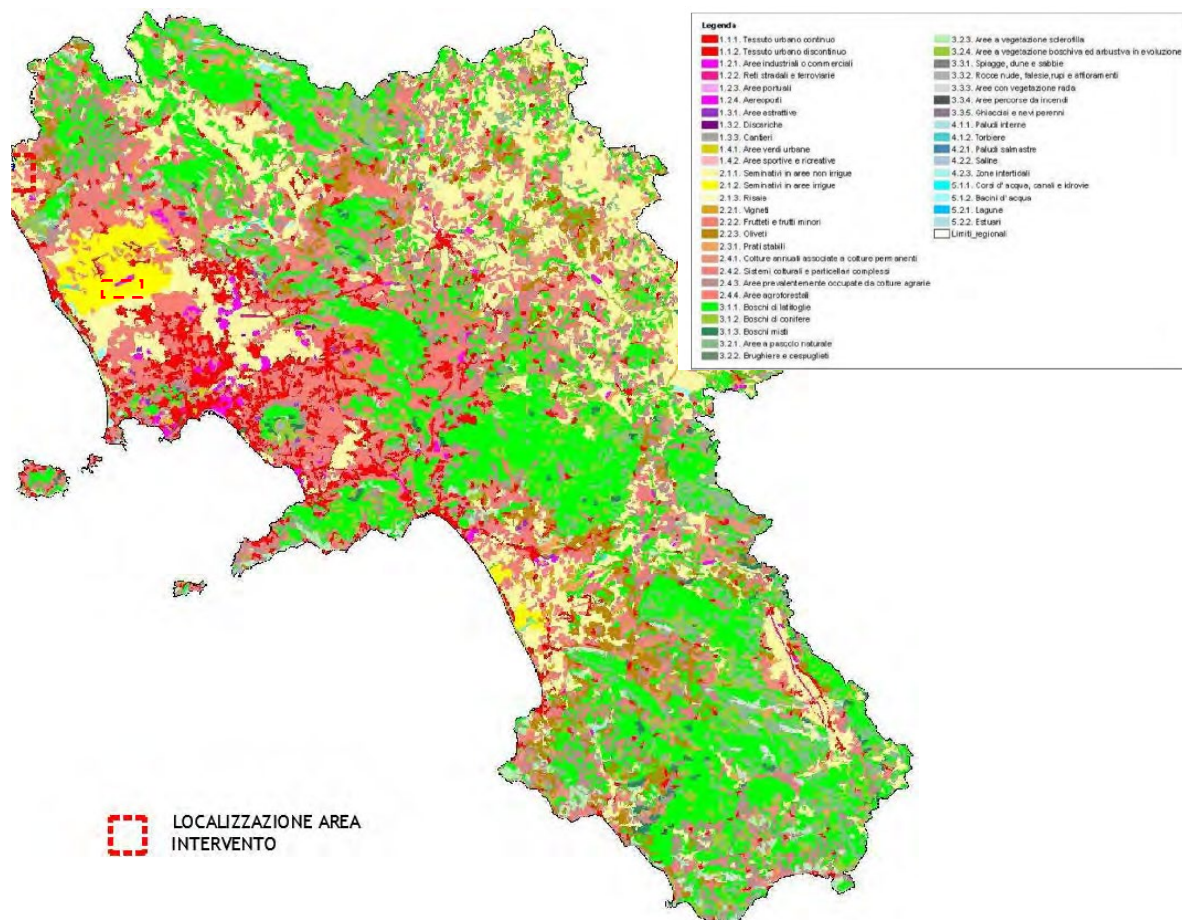 Legenda
1.1.1. Tessuto urbano continuo
1.1.2. Tessuto urbano discontinuo
1.2.1. Aree industriali o commerciali
1.2.2. Reti stradali e ferroviarie
1.2.3. Aree portuali
1.2.4. Aereoporti
1.3.1. Aree estrattive
1.3.2. Discariche
1.3.3. Cantieri
1.4.1. Aree verdi urbane
1.4.2. Aree sportive e ricreative
2.1.1. Seminativi in aree non irrigue
2.1.2. Seminativi in aree irrigue
2.1.3. Risaie
2.2.1. Vigneti
2.2.2. Frutteti e frutti minori
2.2.3. Oliveti
2.3.1. Prati stabili
2.4.1. Colture annuali associate a colture permanenti
2.4.2. Sistemi colturali e particellari complessi
2.4.3. Aree prevalentemente occupate da colture agrarie
2.4.4. Aree agroforestali
3.1.1. Boschi di latifoglie
3.1.2. Boschi di conifere
3.1.3. Boschi misti
3.2.1. Aree a pascolo naturale
3.2.2. Brughiere e cespuglieti
3.2.3. Aree a vegetazione sclerofilla
3.2.4. Aree a vegetazione boschiva ed arbustiva in evoluzione
3.3.1. Spiagge, dune e sabbie
3.3.2. Rocce nude, falesie, rupi e affioramenti
3.3.3. Aree con vegetazione rada
3.3.4. Aree percorse da incendi
3.3.5. Ghiacciai e nevi perenni
4.1.1. Paludi interne
4.1.2. Torbiere
4.2.1. Paludi salmastre
4.2.2. Saline
4.2.3. Zone intertidali
5.1.1. Corsi d'acqua, canali e idrovie
5.1.2. Bacini d'acqua
5.2.1. Lagune
5.2.2. Estuari
Limiti_regionali
LOCALIZZAZIONE AREA
INTERVENTO